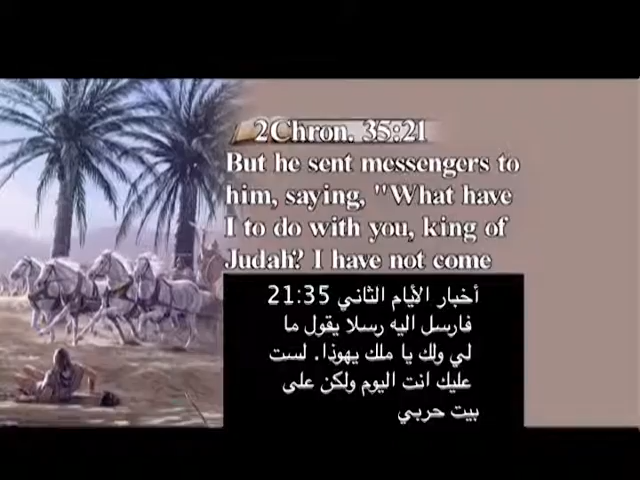 2Chron. 35:21
But he sent messengers to
him, saying, "What have
I to do with you, king of
Judah? I have not come
أخبار الأيام الثاني 21:35
فارسل اليه رسلا يقول ما
لي ولك يا ملك يهوذا. لست
عليك انت اليوم ولكن على
بيت حربي